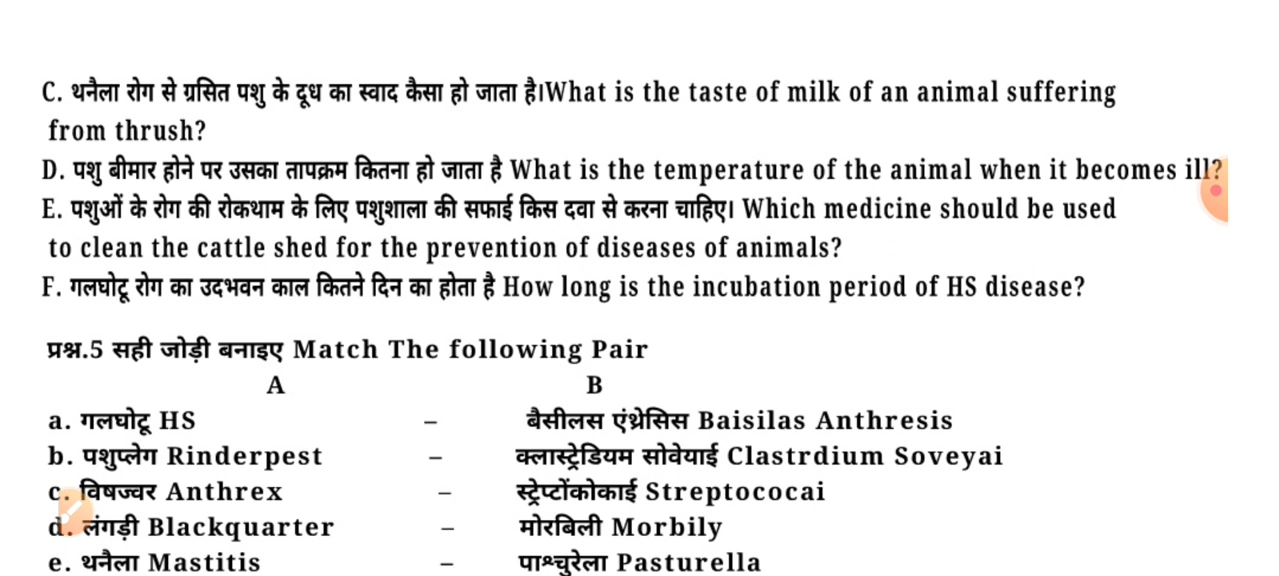 C. थनैला रोग से ग्रसित पशु के दूध का स्वाद कैसा हो जाता है।What is the taste of milk of an animal suffering
from thrush?
D. पशु बीमार होने पर उसका तापक्रम कितना हो जाता है What is the temperature of the animal when it becomes ill?
E. पशुओं के रोग की रोकथाम के लिए पशुशाला की सफाई किस दवा से करना चाहिए। Which medicine should be used
to clean the cattle shed for the prevention of diseases of animals?
F. गलघोटू रोग का उदभवन काल कितने दिन का होता है How long is the incubation period of HS disease?
प्रश्न.5 सही जोड़ी बनाइए Match The following Pair
A B
a. गलघोटू HS – बैसीलस एंथ्रेसिस Baisilas Anthresis
b. पशुप्लेग Rinderpest – क्लास्ट्रेडियम सोवेयाई Clastrdium Soveyai
c. विषज्वर Anthrex – स्ट्रेप्टोंकोकाई Streptococai
d. लंगड़ी Blackquarter – मोरबिली Morbily
e. थनैला Mastitis – पाश्चुरेला Pasturella